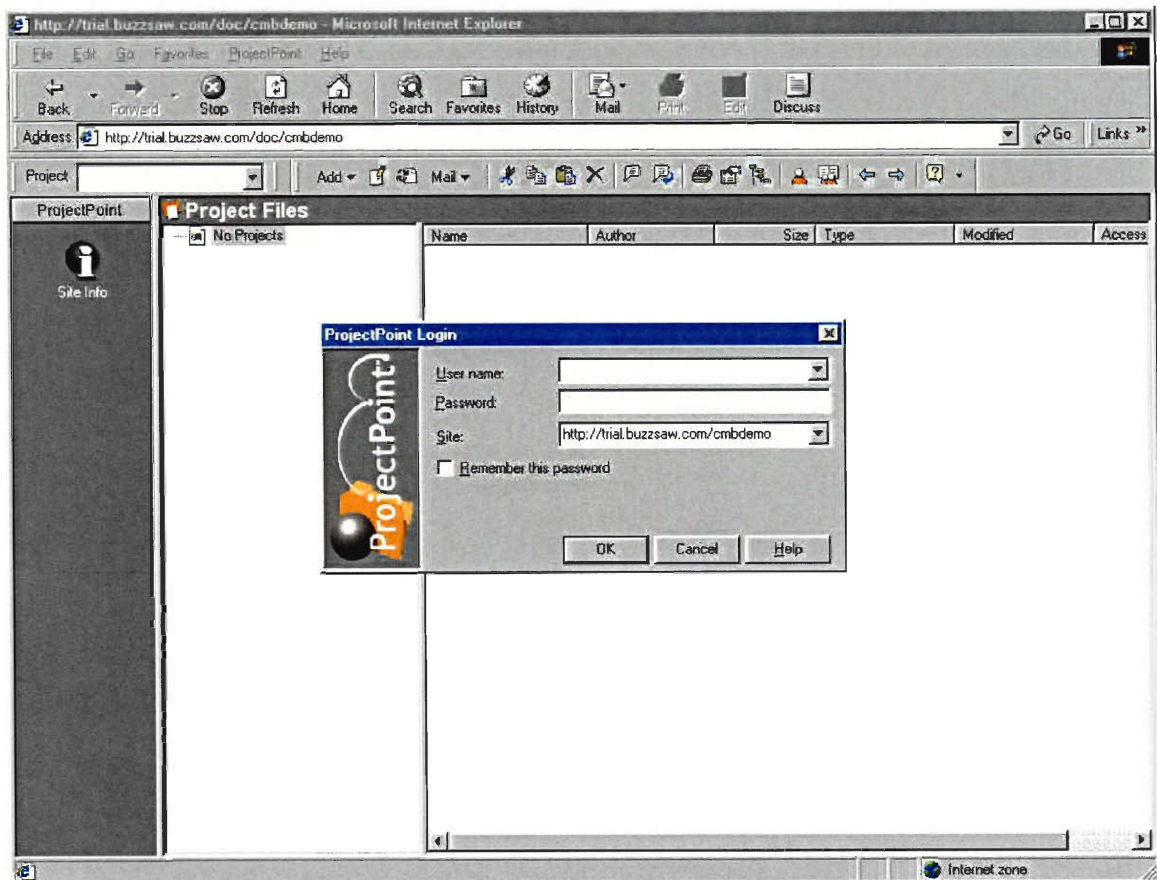 http://trial.buzzsaw.com/doc/cmbdemo - Microsoft Internet Explorer
File Edit Go Favorites ProjectPoint Help
Back Forward Stop Refresh Home Search Favorites History Mail Print Edit Discuss
Address http://trial.buzzsaw.com/doc/cmbdemo Go Links »
Project Add Mail
ProjectPoint Project Files
No Projects Name Author Size Type Modified Access
Site Info
ProjectPoint Login
ProjectPoint
User name:
Password:
Site: http://trial.buzzsaw.com/cmbdemo
Remember this password
OK Cancel Help
Internet zone